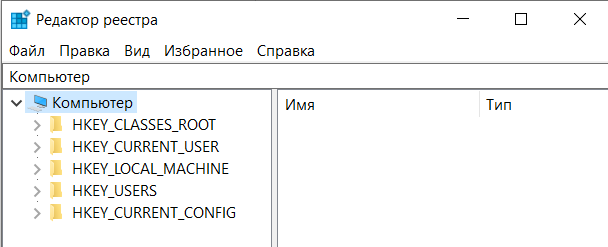 Редактор реестра
Файл Правка Вид Избранное Справка
Компьютер
Компьютер
HKEY_CLASSES_ROOT
HKEY_CURRENT_USER
HKEY_LOCAL_MACHINE
HKEY_USERS
HKEY_CURRENT_CONFIG
Имя Тип